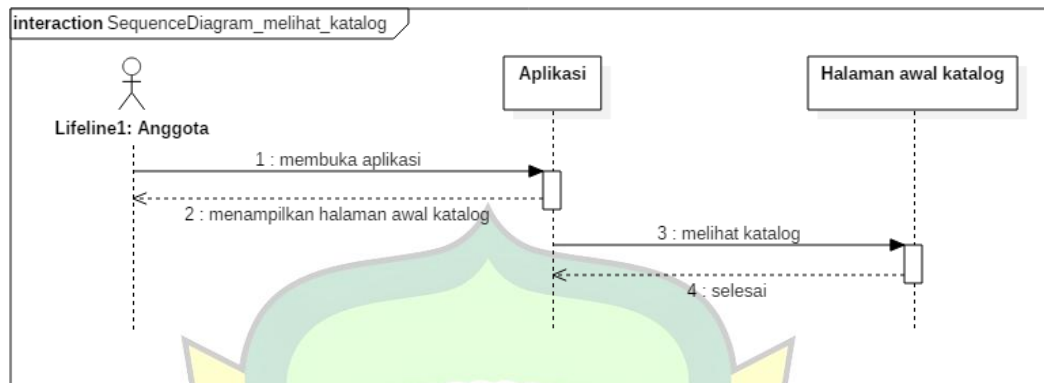 interaction SequenceDiagram_melihat_katalog
Aplikasi
Halaman awal katalog
Lifeline1: Anggota
1 : membuka aplikasi
2 : menampilkan halaman awal katalog
3 : melihat katalog
4 : selesai